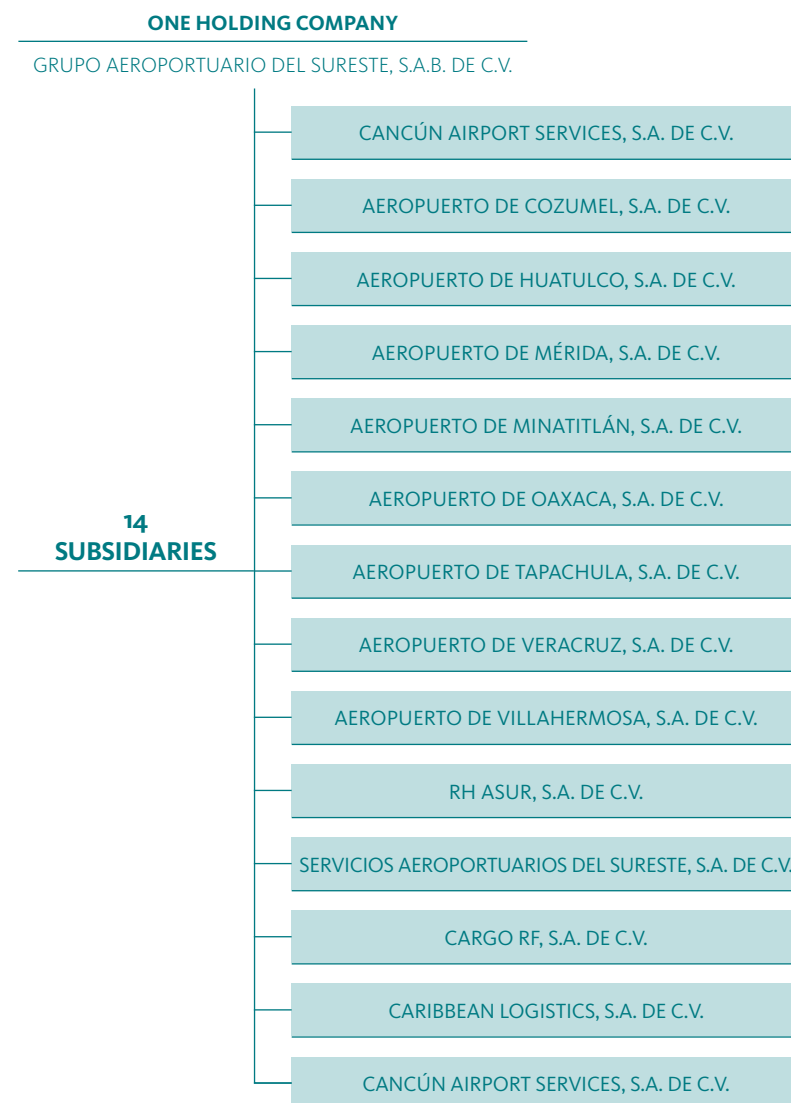 ONE HOLDING COMPANY
GRUPO AEROPORTUARIO DEL SURESTE, S.A.B. DE C.V.
CANCÚN AIRPORT SERVICES, S.A. DE C.V.
AEROPUERTO DE COZUMEL, S.A. DE C.V.
AEROPUERTO DE HUATULCO, S.A. DE C.V.
AEROPUERTO DE MÉRIDA, S.A. DE C.V.
AEROPUERTO DE MINATITLÁN, S.A. DE C.V.
AEROPUERTO DE OAXACA, S.A. DE C.V.
14
SUBSIDIARIES
AEROPUERTO DE TAPACHULA, S.A. DE C.V.
AEROPUERTO DE VERACRUZ, S.A. DE C.V.
AEROPUERTO DE VILLAHERMOSA, S.A. DE C.V.
RH ASUR, S.A. DE C.V.
SERVICIOS AEROPORTUARIOS DEL SURESTE, S.A. DE C.V.
CARGO RF, S.A. DE C.V.
CARIBBEAN LOGISTICS, S.A. DE C.V.
CANCÚN AIRPORT SERVICES, S.A. DE C.V.